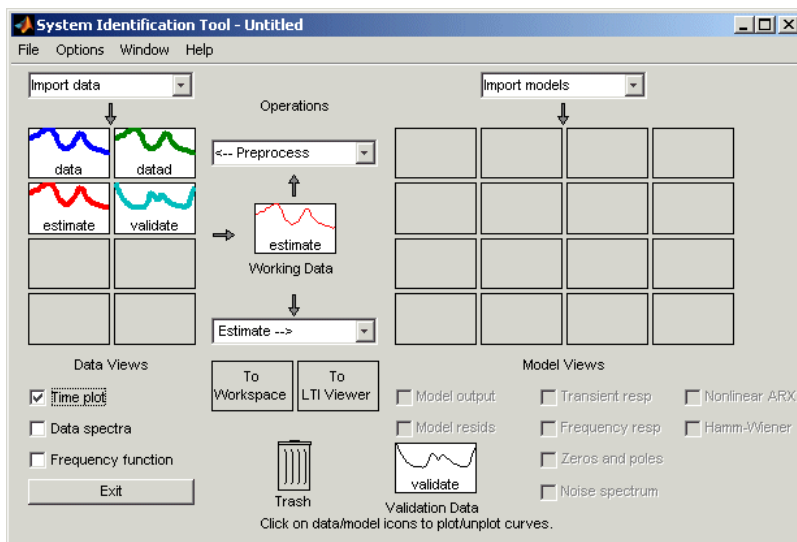 System Identification Tool - Untitled
File Options Window Help
Import data
Operations
Import models
data
datad
<-- Preprocess
estimate
validate
estimate
Working Data
Estimate -->
Data Views
To Workspace
To LTI Viewer
Model Views
Time plot
Data spectra
Frequency function
Exit
Model output
Transient resp
Nonlinear ARX
Model resids
Frequency resp
Hamm-Wiener
Zeros and poles
Noise spectrum
Trash
validate
Validation Data
Click on data/model icons to plot/unplot curves.